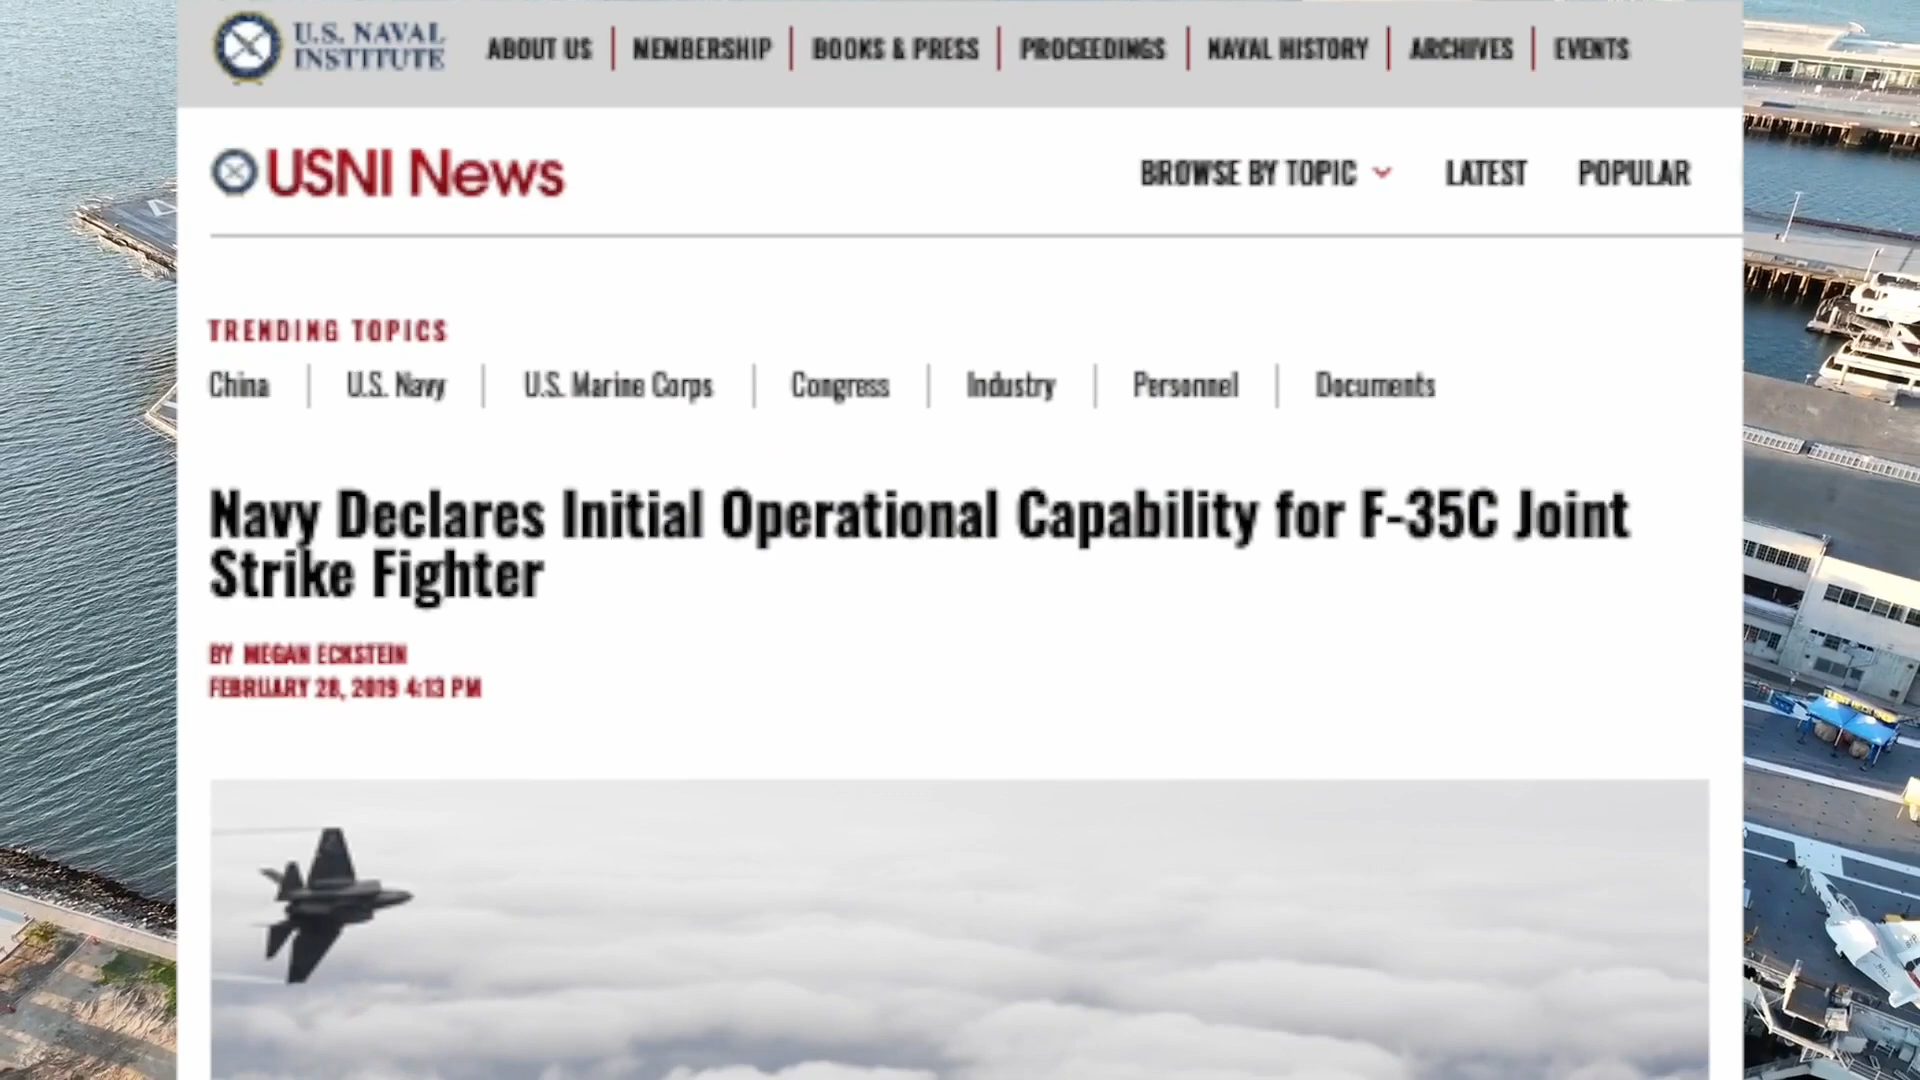 U.S. NAVAL
INSTITUTE
ABOUT US
MEMBERSHIP
BOOKS & PRESS
PROCEEDINGS
NAVAL HISTORY
ARCHIVES
EVENTS
USNI News
BROWSE BY TOPIC
LATEST
POPULAR
TRENDING TOPICS
China
U.S. Navy
U.S. Marine Corps
Congress
Industry
Personnel
Documents
Navy Declares Initial Operational Capability for F-35C Joint
Strike Fighter
BY MEGAN ECKSTEIN
FEBRUARY 28, 2019 4:13 PM